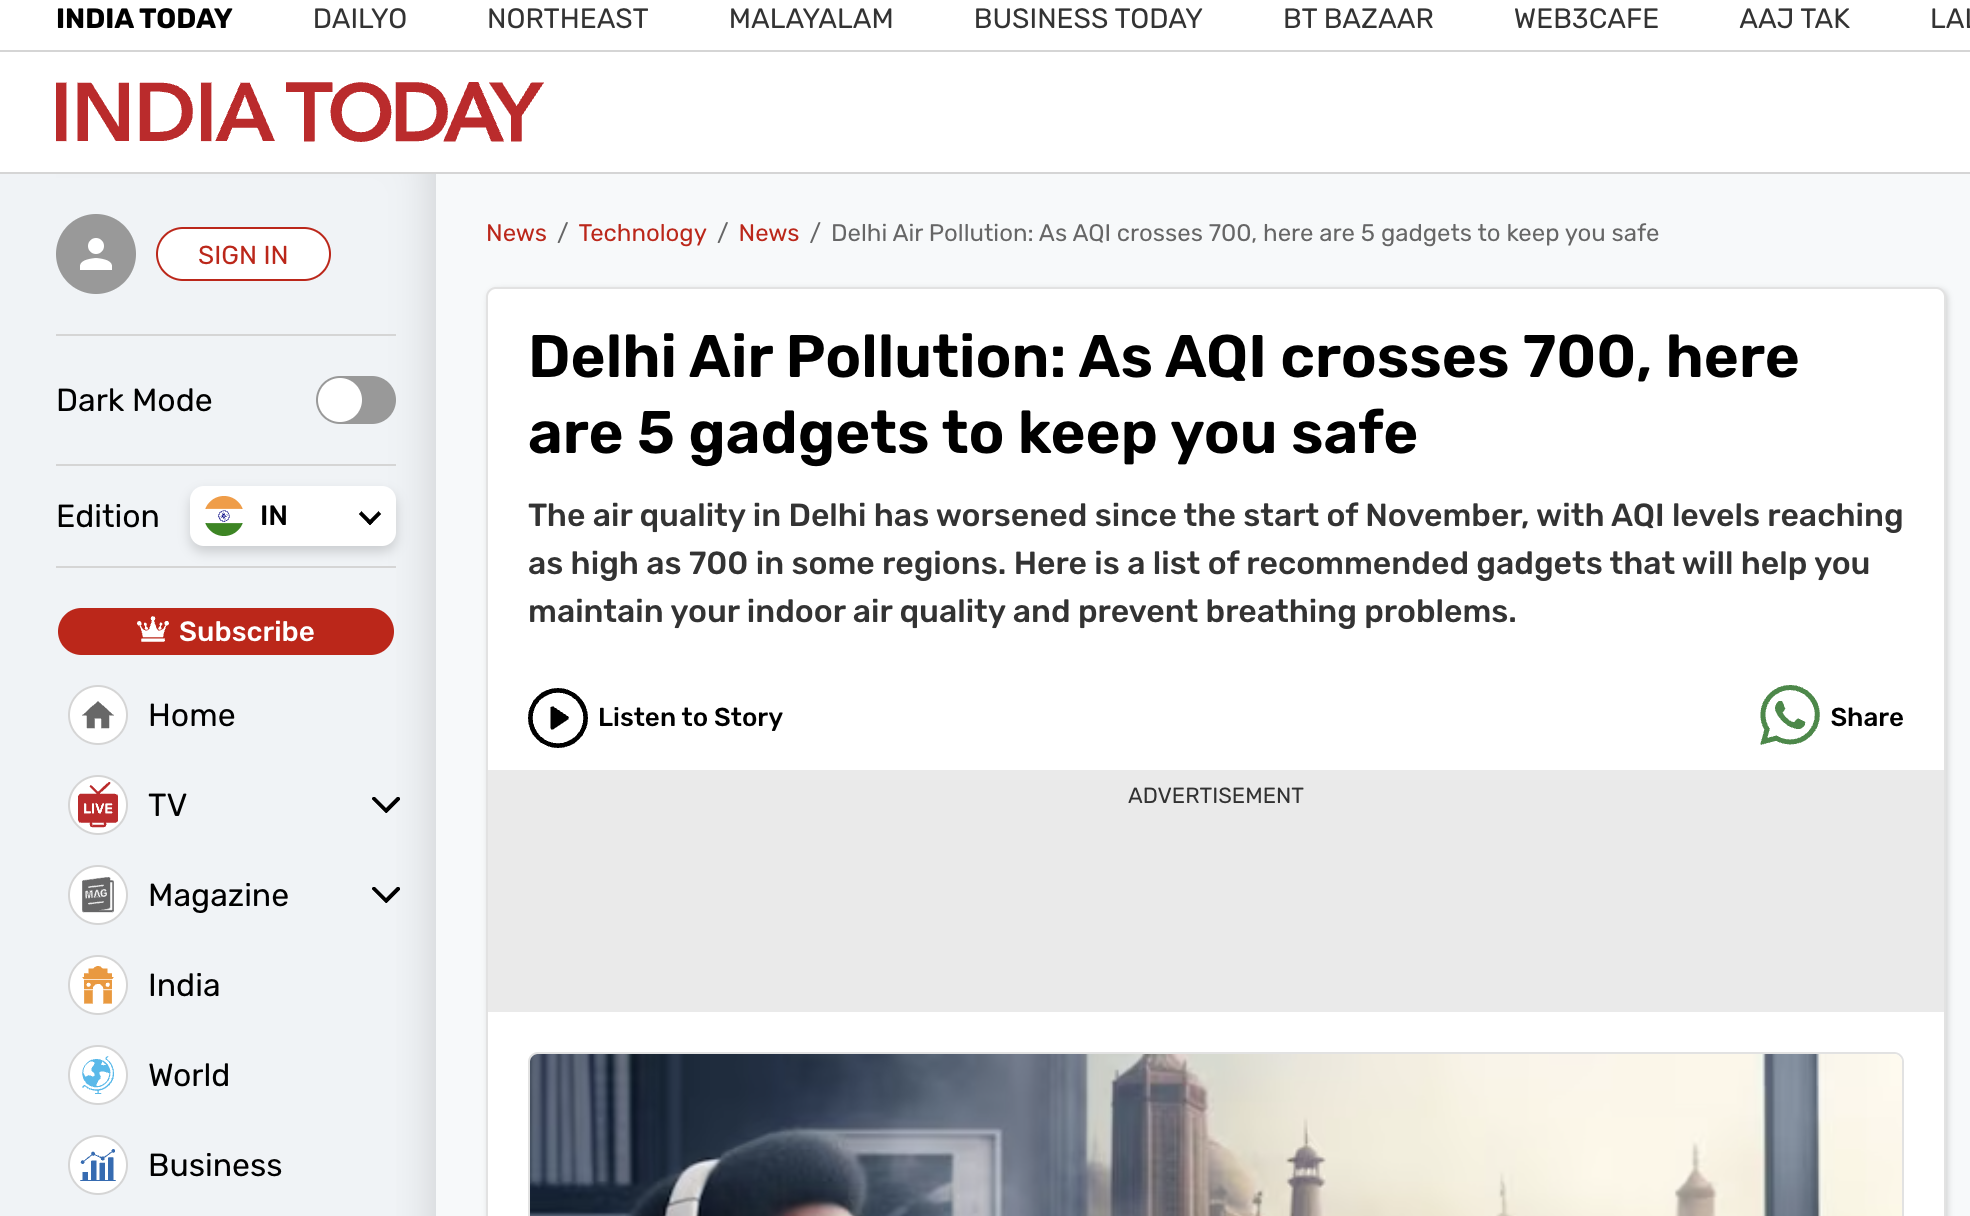 INDIA TODAY DAILYO NORTHEAST MALAYALAM BUSINESS TODAY BT BAZAAR WEB3CAFE AAJ TAK
INDIA TODAY
SIGN IN
Dark Mode
Edition IN
Subscribe
Home
LIVE TV
MAG Magazine
India
World
Business
News / Technology / News / Delhi Air Pollution: As AQI crosses 700, here are 5 gadgets to keep you safe
Delhi Air Pollution: As AQI crosses 700, here
are 5 gadgets to keep you safe
The air quality in Delhi has worsened since the start of November, with AQI levels reaching
as high as 700 in some regions. Here is a list of recommended gadgets that will help you
maintain your indoor air quality and prevent breathing problems.
Listen to Story
Share
ADVERTISEMENT